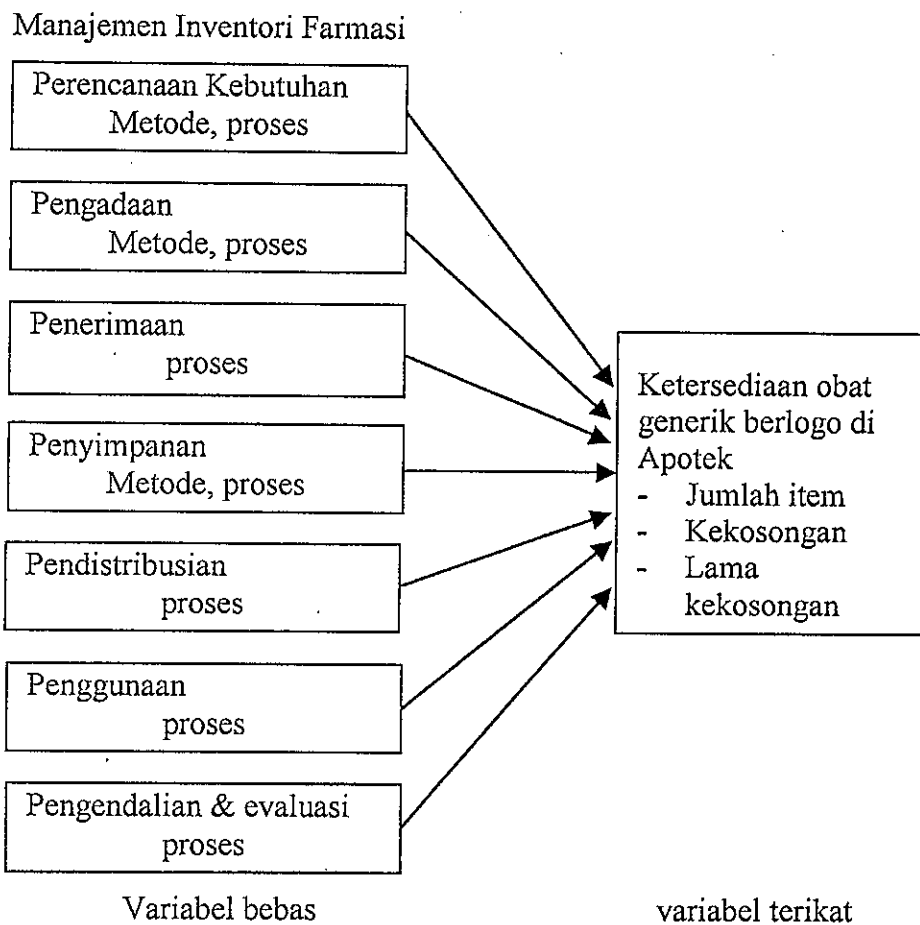 Manajemen Inventori Farmasi
Perencanaan Kebutuhan
Metode, proses
Pengadaan
Metode, proses
Penerimaan
proses
Penyimpanan
Metode, proses
Pendistribusian
proses
Penggunaan
proses
Pengendalian & evaluasi
proses
Variabel bebas
Ketersediaan obat
generik berlogo di
Apotek
- Jumlah item
- Kekosongan
- Lama
kekosongan
variabel terikat